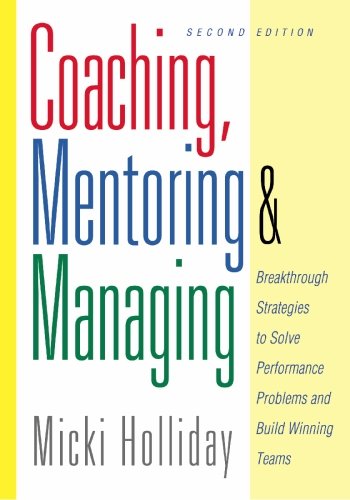 SECOND EDITION
Coaching,
Mentoring &
Managing
Breakthrough
Strategies
to Solve
Performance
Problems and
Build Winning
Teams
Micki Holliday